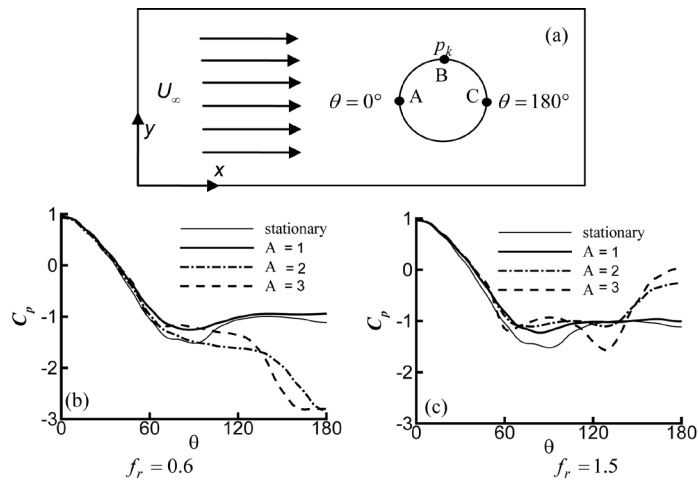 (a)
p_k
B
U_∞
θ = 0°
A
C
θ = 180°
y
x
1
0
-1
-2
-3
C_p
stationary
A = 1
A = 2
A = 3
(b)
0
60
120
180
θ
f_r = 0.6
1
0
-1
-2
-3
C_p
stationary
A = 1
A = 2
A = 3
(c)
0
60
120
180
θ
f_r = 1.5